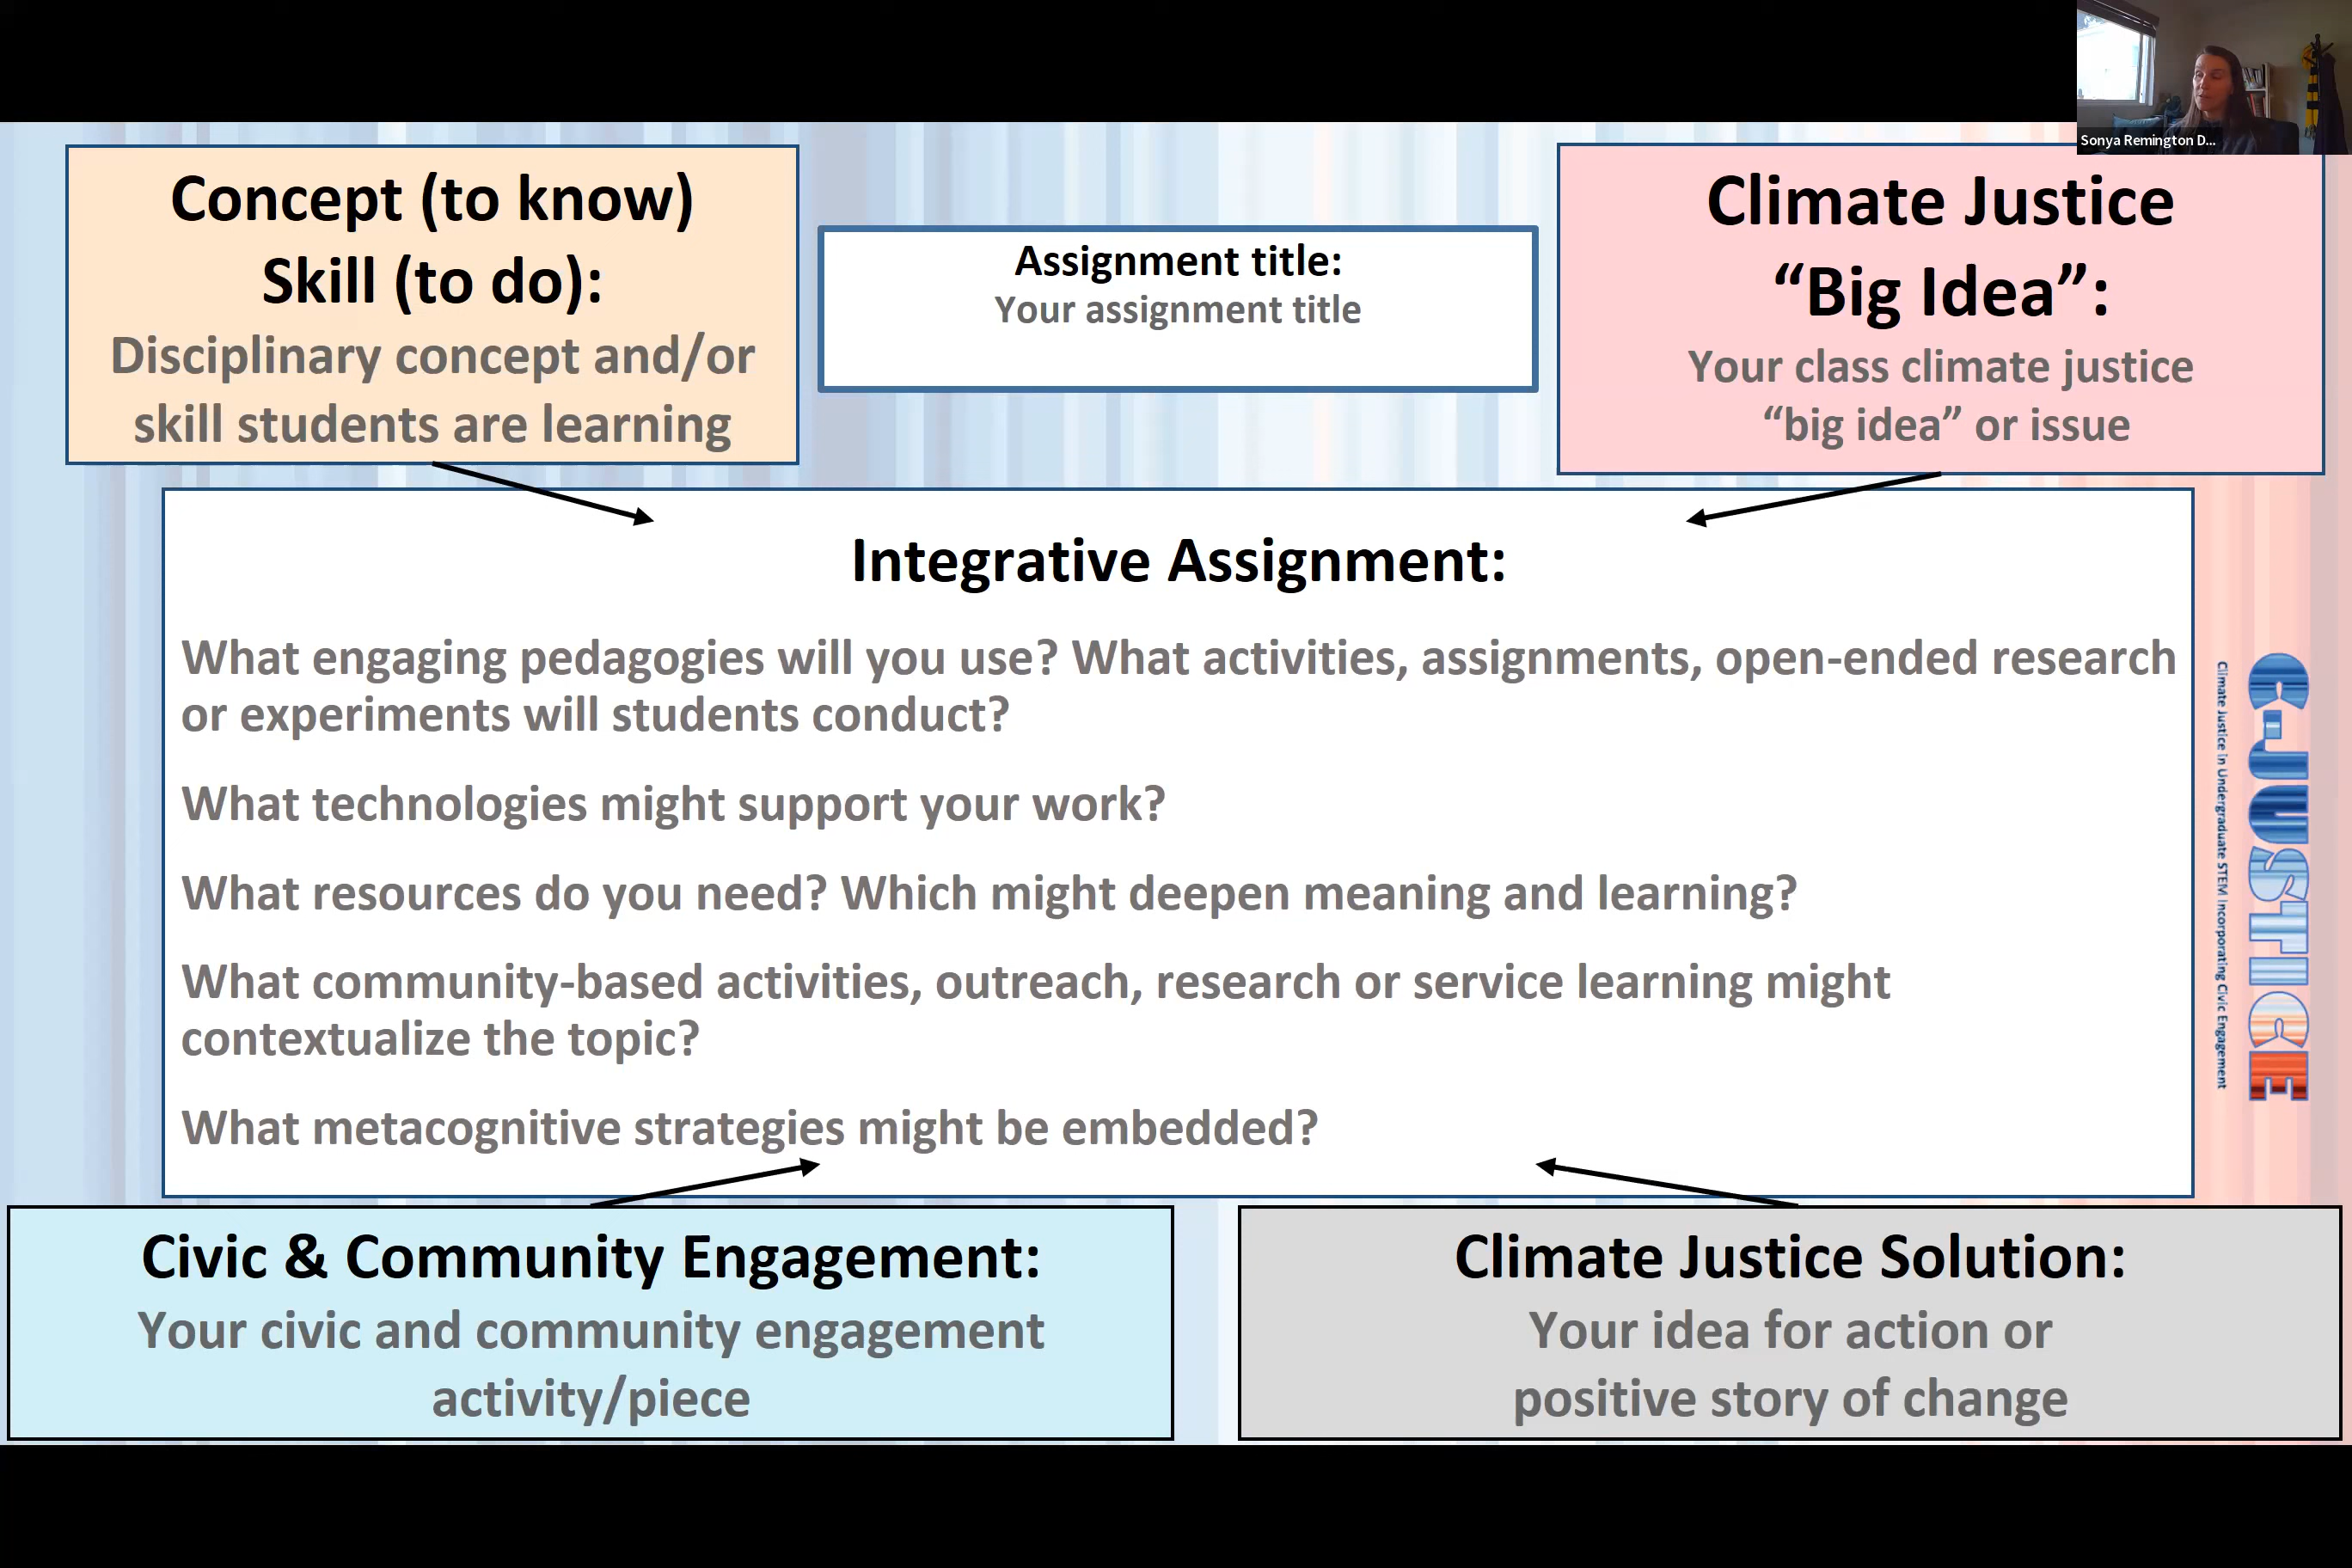 Sonya Remington D...
Concept (to know)
Skill (to do):
Disciplinary concept and/or
skill students are learning
Assignment title:
Your assignment title
Climate Justice
“Big Idea”:
Your class climate justice
“big idea” or issue
Integrative Assignment:
What engaging pedagogies will you use? What activities, assignments, open-ended research
or experiments will students conduct?
What technologies might support your work?
What resources do you need? Which might deepen meaning and learning?
What community-based activities, outreach, research or service learning might
contextualize the topic?
What metacognitive strategies might be embedded?
C-JUSTICE
Climate Justice in Undergraduate STEM Incorporating Civic Engagement
Civic & Community Engagement:
Your civic and community engagement
activity/piece
Climate Justice Solution:
Your idea for action or
positive story of change